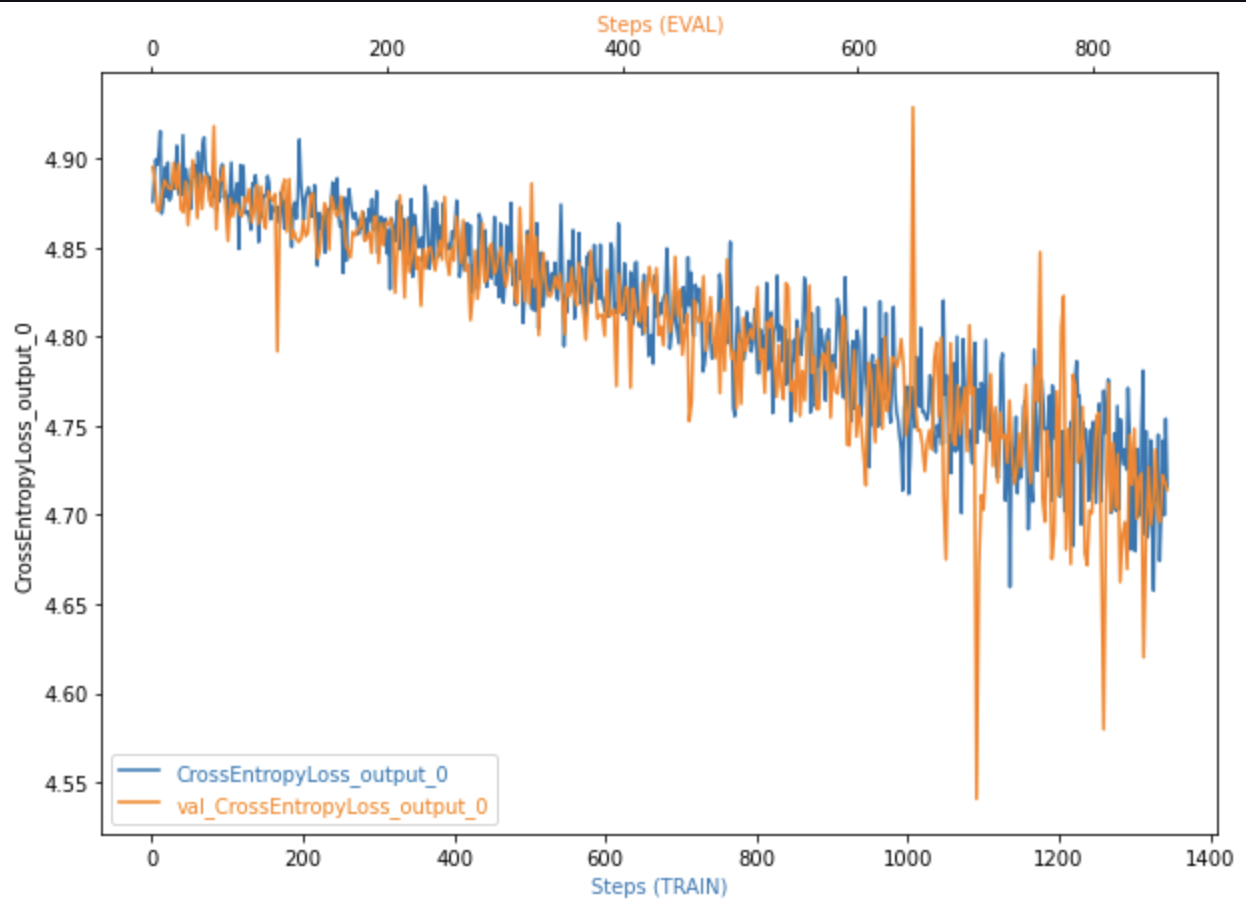 Steps (EVAL)
0 200 400 600 800
4.90
4.85
4.80
4.75
4.70
4.65
4.60
4.55
CrossEntropyLoss_output_0
CrossEntropyLoss_output_0
val_CrossEntropyLoss_output_0
0 200 400 600 800 1000 1200 1400
Steps (TRAIN)